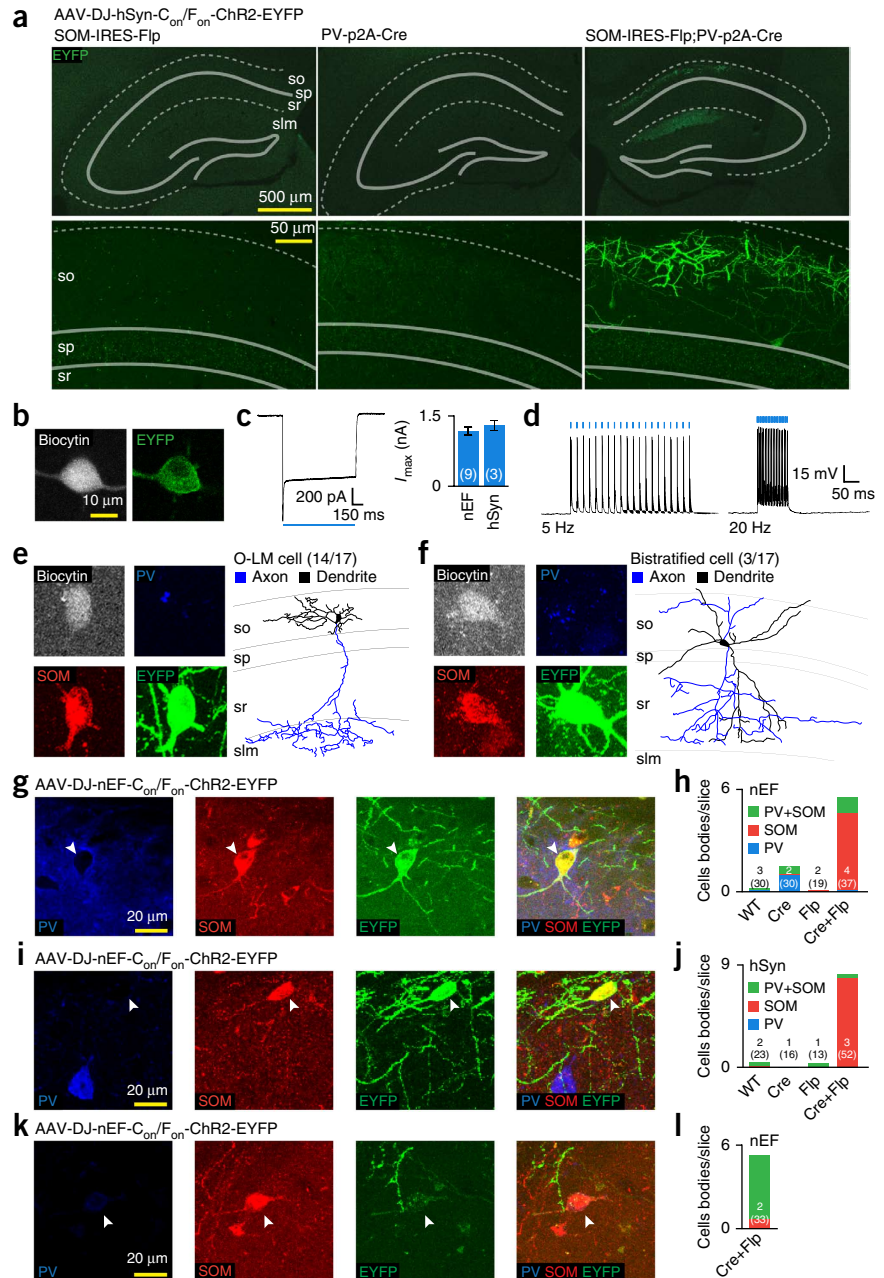 a
AAV-DJ-hSyn-Con/Fon-ChR2-EYFP
SOM-IRES-Flp
PV-p2A-Cre
SOM-IRES-Flp;PV-p2A-Cre
EYFP
so
sp
sr
slm
500 μm
50 μm
so
sp
sr
b
Biocytin
EYFP
10 μm
c
200 pA
150 ms
1.5
Imax (nA)
0
(9)
(3)
nEF
hSyn
d
5 Hz
20 Hz
15 mV
50 ms
e
Biocytin
PV
SOM
EYFP
O-LM cell (14/17)
Axon Dendrite
so
sp
sr
slm
f
Biocytin
PV
SOM
EYFP
Bistratified cell (3/17)
Axon Dendrite
so
sp
sr
slm
g
AAV-DJ-nEF-Con/Fon-ChR2-EYFP
PV
20 μm
SOM
EYFP
PV SOM EYFP
h
nEF
6
PV+SOM
SOM
PV
Cells bodies/slice
0
3
(30)
2
(30)
2
(19)
4
(37)
WT
Cre
Flp
Cre+Flp
i
AAV-DJ-nEF-Con/Fon-ChR2-EYFP
PV
20 μm
SOM
EYFP
PV SOM EYFP
j
hSyn
9
PV+SOM
SOM
PV
Cells bodies/slice
0
2
(23)
1
(16)
1
(13)
3
(52)
WT
Cre
Flp
Cre+Flp
k
AAV-DJ-nEF-Con/Fon-ChR2-EYFP
PV
20 μm
SOM
EYFP
PV SOM EYFP
l
nEF
6
Cells bodies/slice
0
2
(33)
Cre+Flp